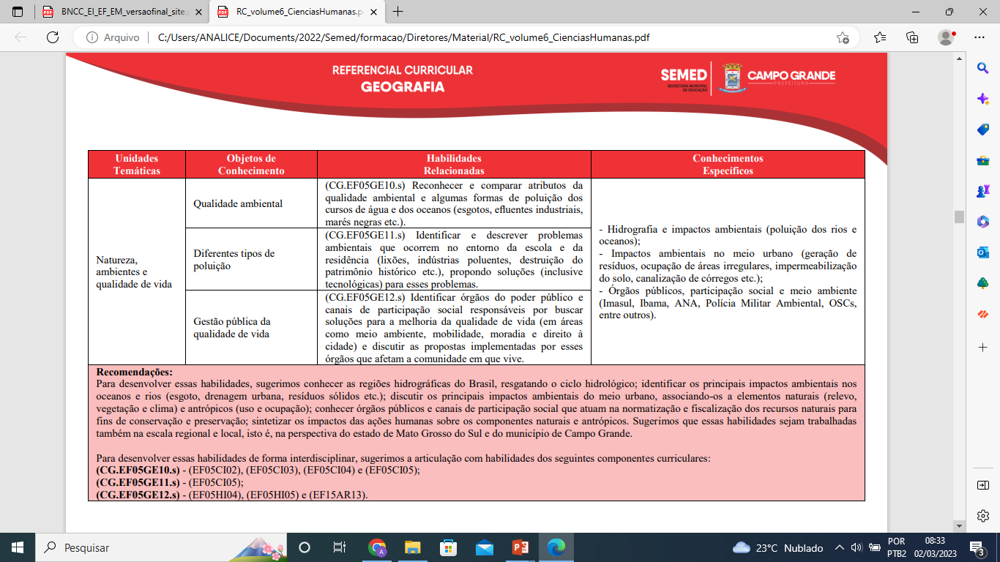 BNCC_EI_EF_EM_versaofinal_site.p
RC_volume6_CienciasHumanas.p
Arquivo
C:/Users/ANALICE/Documents/2022/Semed/formacao/Diretores/Material/RC_volume6_CienciasHumanas.pdf
REFERENCIAL CURRICULAR
GEOGRAFIA
SEMED
SECRETARIA MUNICIPAL
DE EDUCAÇÃO
CAMPO GRANDE
PREFEITURA
Unidades
Temáticas
Objetos de
Conhecimento
Habilidades
Relacionadas
Conhecimentos
Específicos
Natureza,
ambientes e
qualidade de vida
Qualidade ambiental
(CG.EF05GE10.s) Reconhecer e comparar atributos da
qualidade ambiental e algumas formas de poluição dos
cursos de água e dos oceanos (esgotos, efluentes industriais,
marés negras etc.).
Diferentes tipos de
poluição
(CG.EF05GE11.s) Identificar e descrever problemas
ambientais que ocorrem no entorno da escola e da
residência (lixões, indústrias poluentes, destruição do
patrimônio histórico etc.), propondo soluções (inclusive
tecnológicas) para esses problemas.
Gestão pública da
qualidade de vida
(CG.EF05GE12.s) Identificar órgãos do poder público e
canais de participação social responsáveis por buscar
soluções para a melhoria da qualidade de vida (em áreas
como meio ambiente, mobilidade, moradia e direito à
cidade) e discutir as propostas implementadas por esses
órgãos que afetam a comunidade em que vive.
- Hidrografia e impactos ambientais (poluição dos rios e
oceanos);
- Impactos ambientais no meio urbano (geração de
resíduos, ocupação de áreas irregulares, impermeabilização
do solo, canalização de córregos etc.);
- Órgãos públicos, participação social e meio ambiente
(Imasul, Ibama, ANA, Polícia Militar Ambiental, OSCs,
entre outros).
Recomendações:
Para desenvolver essas habilidades, sugerimos conhecer as regiões hidrográficas do Brasil, resgatando o ciclo hidrológico; identificar os principais impactos ambientais nos
oceanos e rios (esgoto, drenagem urbana, resíduos sólidos etc.); discutir os principais impactos ambientais do meio urbano, associando-os a elementos naturais (relevo,
vegetação e clima) e antrópicos (uso e ocupação); conhecer órgãos públicos e canais de participação social que atuam na normatização e fiscalização dos recursos naturais para
fins de conservação e preservação; sintetizar os impactos das ações humanas sobre os componentes naturais e antrópicos. Sugerimos que essas habilidades sejam trabalhadas
também na escala regional e local, isto é, na perspectiva do estado de Mato Grosso do Sul e do município de Campo Grande.
Para desenvolver essas habilidades de forma interdisciplinar, sugerimos a articulação com habilidades dos seguintes componentes curriculares:
(CG.EF05GE10.s) - (EF05CI02), (EF05CI03), (EF05CI04) e (EF05CI05);
(CG.EF05GE11.s) - (EF05CI05);
(CG.EF05GE12.s) - (EF05HI04), (EF05HI05) e (EF15AR13).
Pesquisar
23°C Nublado
POR
PTB2
08:33
02/03/2023
3